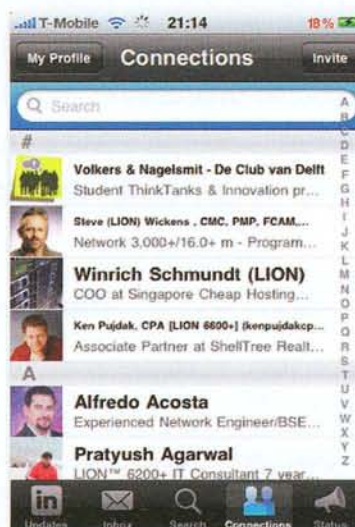 T-Mobile 21:14 18%
My Profile Connections Invite
Search
#
Volkers & Nagelsmit - De Club van Delft
Student ThinkTanks & Innovation pr...
Steve (LION) Wickens , CMC, PMP, FCAM,...
Network 3,000+/16.0+ m - Program...
Winrich Schmundt (LION)
COO at Singapore Cheap Hosting...
Ken Pujdak, CPA [LION 6600+] (kenpujdakcp...
Associate Partner at ShellTree Realt...
A
Alfredo Acosta
Experienced Network Engineer/BSE...
Pratyush Agarwal
LION™ 6200+ IT Consultant 7 year...
A
B
C
D
E
F
G
H
I
J
K
L
M
N
O
P
Q
R
S
T
U
V
W
X
Y
Z
in
Updates Inbox Search Connections Status